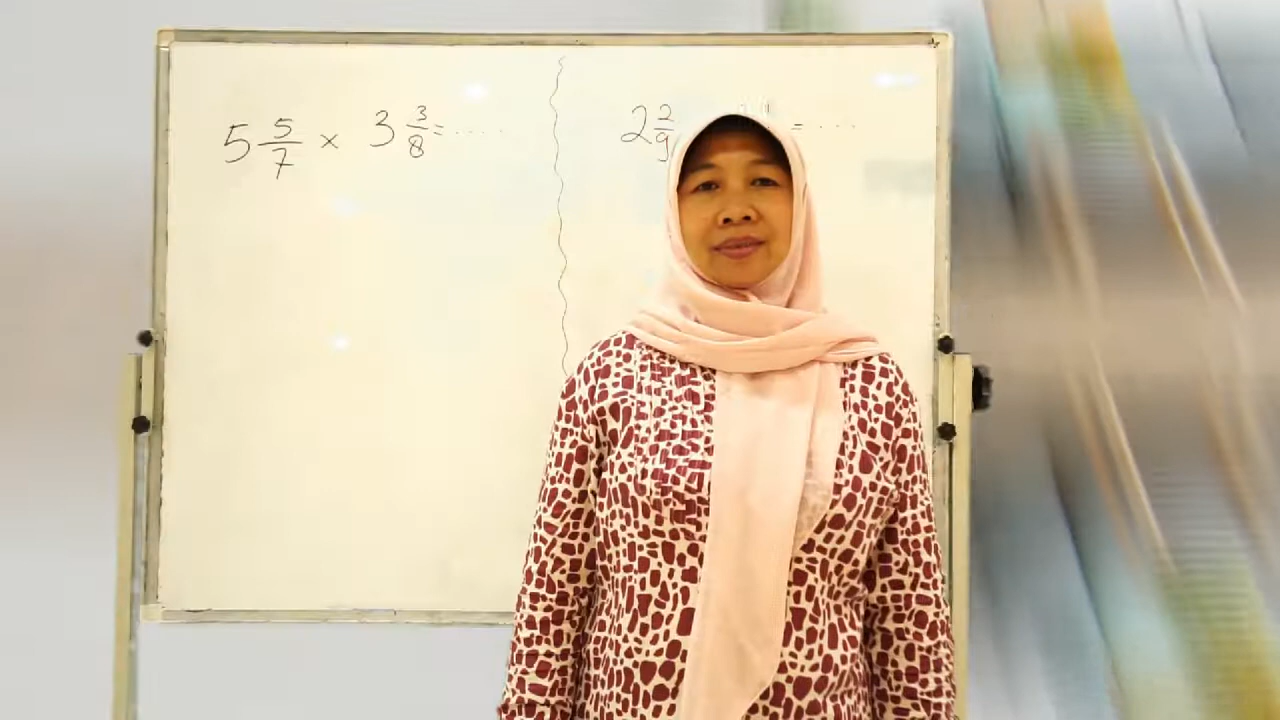 5 5/7 × 3 3/8 = ....
2 2/9 = ...